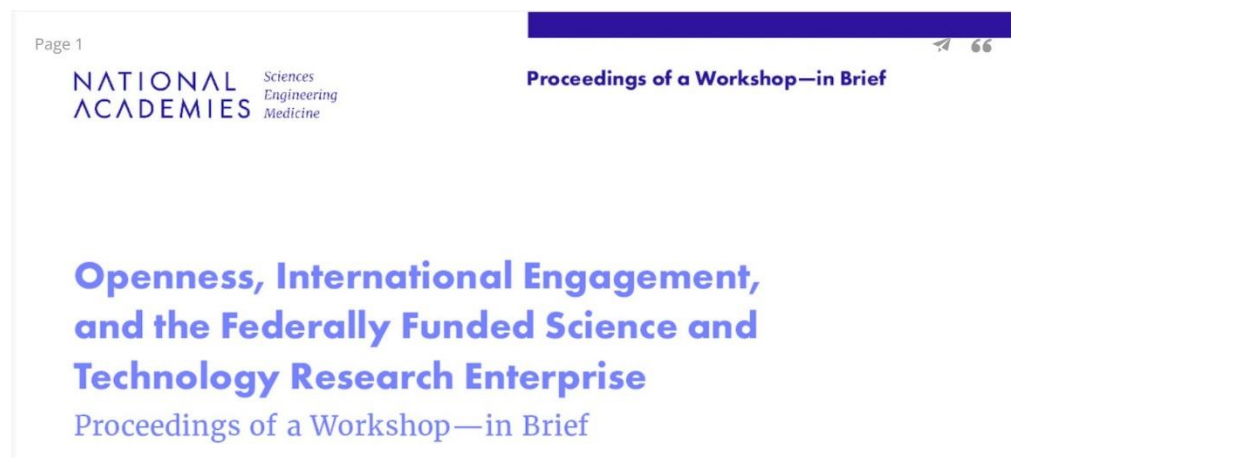 Page 1
NATIONAL ACADEMIES
Sciences
Engineering
Medicine
Proceedings of a Workshop—in Brief
Openness, International Engagement,
and the Federally Funded Science and
Technology Research Enterprise
Proceedings of a Workshop—in Brief